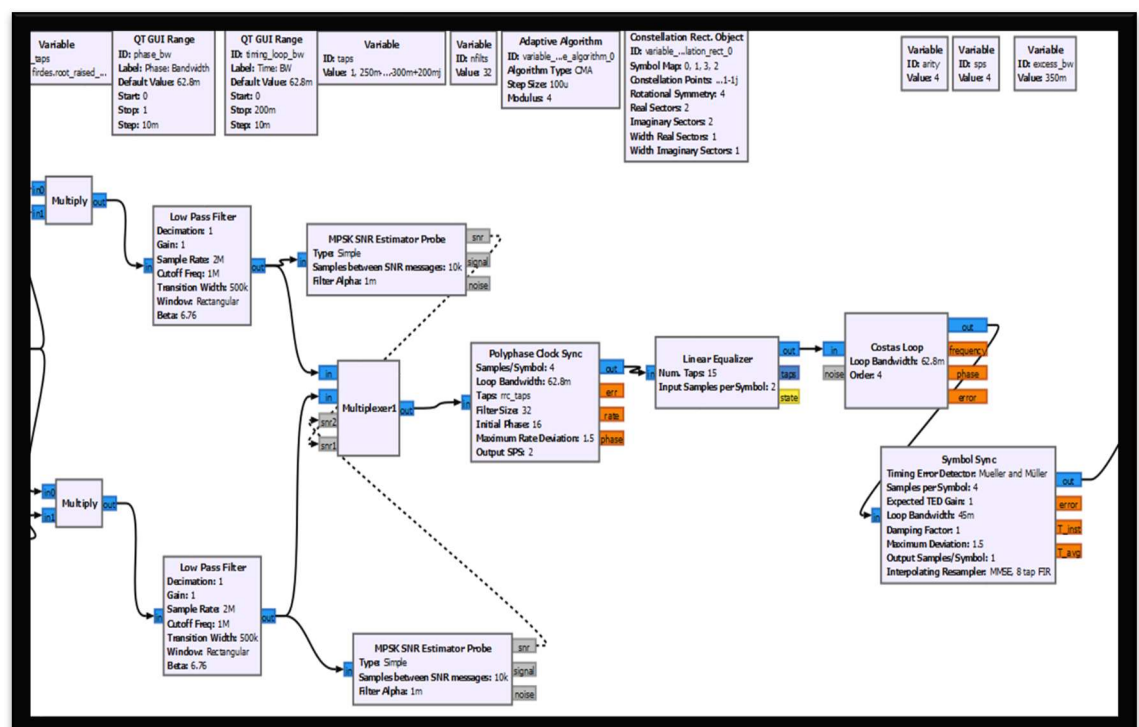 Variable
_taps
firdes.root_raised_...
QT GUI Range
ID: phase_bw
Label: Phase: Bandwidth
Default Value: 62.8m
Start: 0
Stop: 1
Step: 10m
QT GUI Range
ID: timing_loop_bw
Label: Time: BW
Default Value: 62.8m
Start: 0
Stop: 200m
Step: 10m
Variable
ID: taps
Value: 1, 250m-...300m+200mj
Variable
ID: nfilts
Value: 32
Adaptive Algorithm
ID: variable_...e_algorithm_0
Algorithm Type: CMA
Step Size: 100u
Modulus: 4
Constellation Rect. Object
ID: variable_...lation_rect_0
Symbol Map: 0, 1, 3, 2
Constellation Points: ...1-1j
Rotational Symmetry: 4
Real Sectors: 2
Imaginary Sectors: 2
Width Real Sectors: 1
Width Imaginary Sectors: 1
Variable
ID: arity
Value: 4
Variable
ID: sps
Value: 4
Variable
ID: excess_bw
Value: 350m
in0
in1
Multiply
out
Low Pass Filter
Decimation: 1
Gain: 1
Sample Rate: 2M
Cutoff Freq: 1M
Transition Width: 500k
Window: Rectangular
Beta: 6.76
in
out
MPSK SNR Estimator Probe
Type: Simple
Samples between SNR messages: 10k
Filter Alpha: 1m
in
snr
signal
noise
in
in
snr2
snr1
Multiplexer1
out
Polyphase Clock Sync
Samples/Symbol: 4
Loop Bandwidth: 62.8m
Taps: rrc_taps
Filter Size: 32
Initial Phase: 16
Maximum Rate Deviation: 1.5
Output SPS: 2
in
out
err
rate
phase
Linear Equalizer
Num. Taps: 15
Input Samples per Symbol: 2
in
out
taps
state
Costas Loop
Loop Bandwidth: 62.8m
Order: 4
in
noise
out
frequency
phase
error
Symbol Sync
Timing Error Detector: Mueller and Müller
Samples per Symbol: 4
Expected TED Gain: 1
Loop Bandwidth: 45m
Damping Factor: 1
Maximum Deviation: 1.5
Output Samples/Symbol: 1
Interpolating Resampler: MMSE, 8 tap FIR
in
out
error
T_inst
T_avg
in0
in1
Multiply
out
Low Pass Filter
Decimation: 1
Gain: 1
Sample Rate: 2M
Cutoff Freq: 1M
Transition Width: 500k
Window: Rectangular
Beta: 6.76
in
out
MPSK SNR Estimator Probe
Type: Simple
Samples between SNR messages: 10k
Filter Alpha: 1m
in
snr
signal
noise